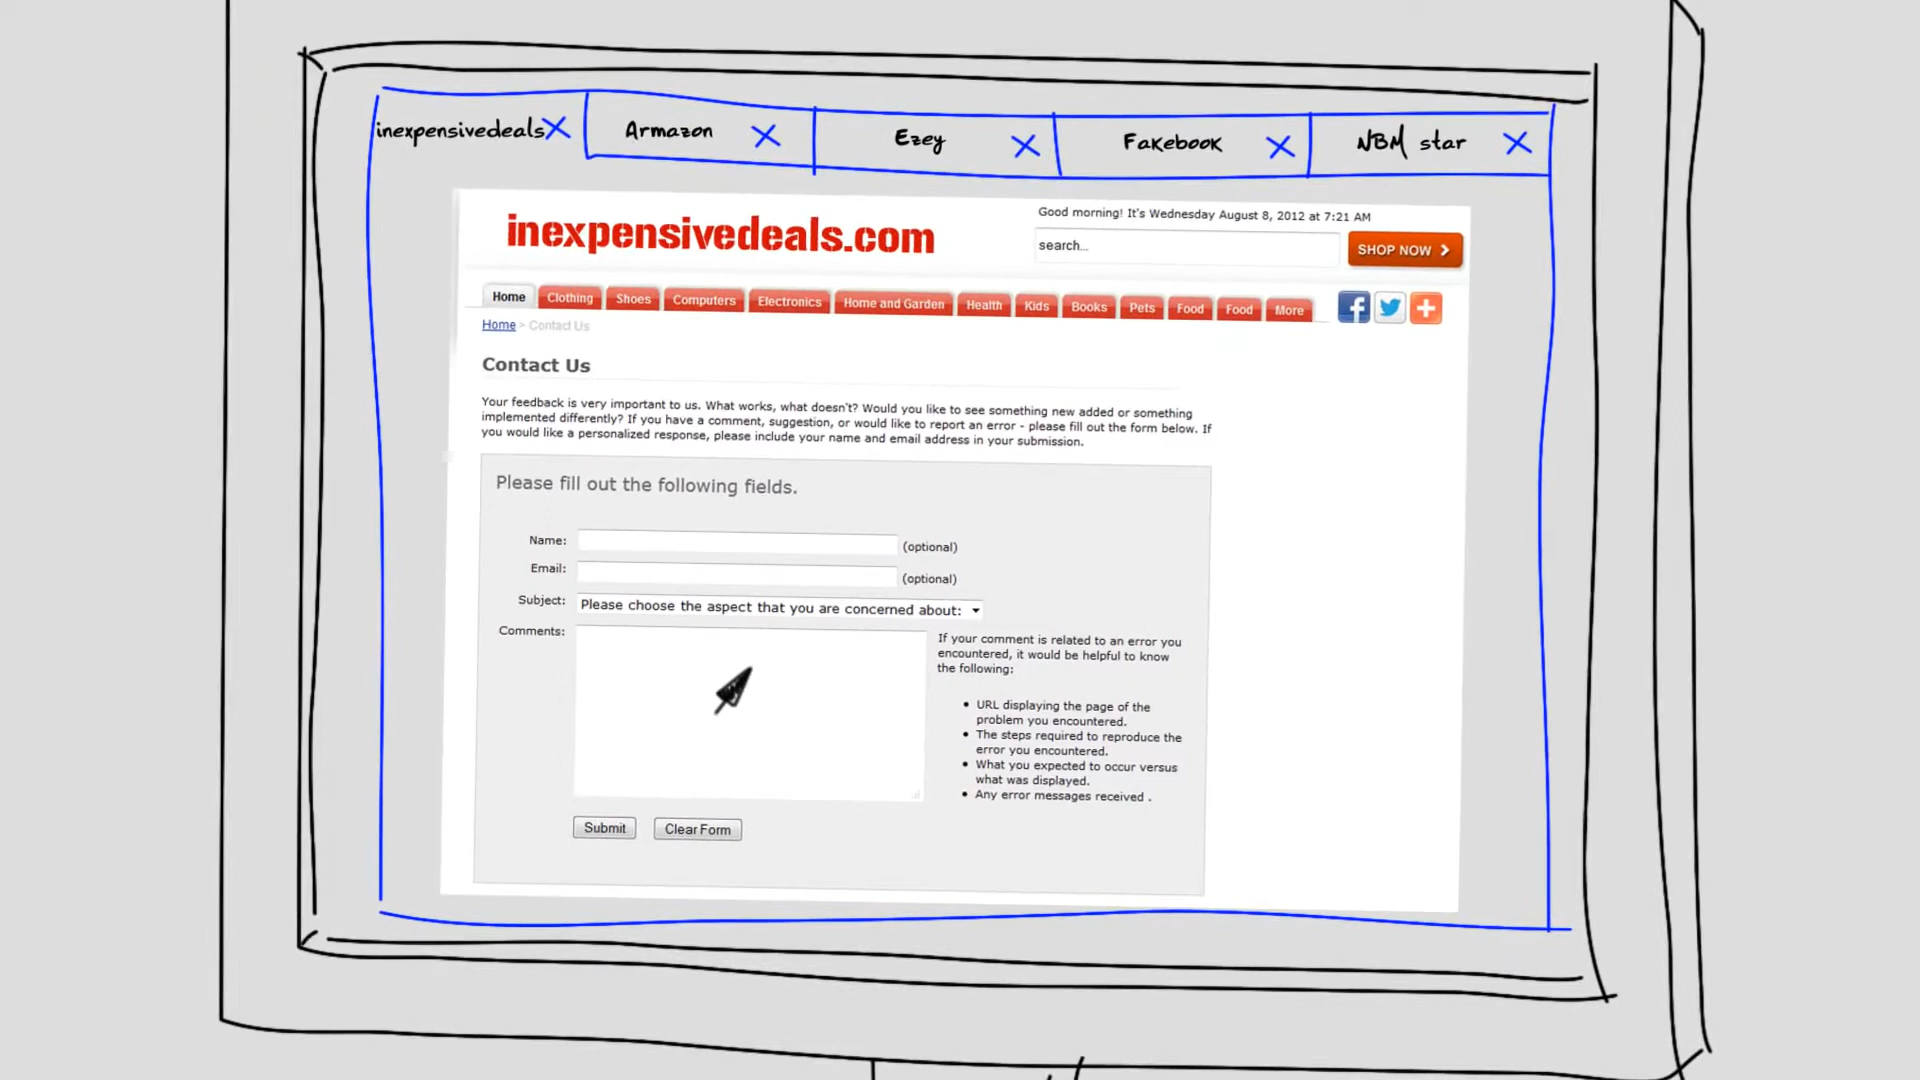 inexpensivedeals
Armazon
Ezey
Fakebook
NBM star
inexpensivedeals.com
Good morning! It's Wednesday August 8, 2012 at 7:21 AM
search...
SHOP NOW
Home Clothing Shoes Computers Electronics Home and Garden Health Kids Books Pets Food Food More
Home > Contact Us
Contact Us
Your feedback is very important to us. What works, what doesn't? Would you like to see something new added or something
implemented differently? If you have a comment, suggestion, or would like to report an error - please fill out the form below. If
you would like a personalized response, please include your name and email address in your submission.
Please fill out the following fields.
Name: (optional)
Email: (optional)
Subject: Please choose the aspect that you are concerned about:
Comments:
If your comment is related to an error you
encountered, it would be helpful to know
the following:
• URL displaying the page of the
problem you encountered.
• The steps required to reproduce the
error you encountered.
• What you expected to occur versus
what was displayed.
• Any error messages received .
Submit Clear Form